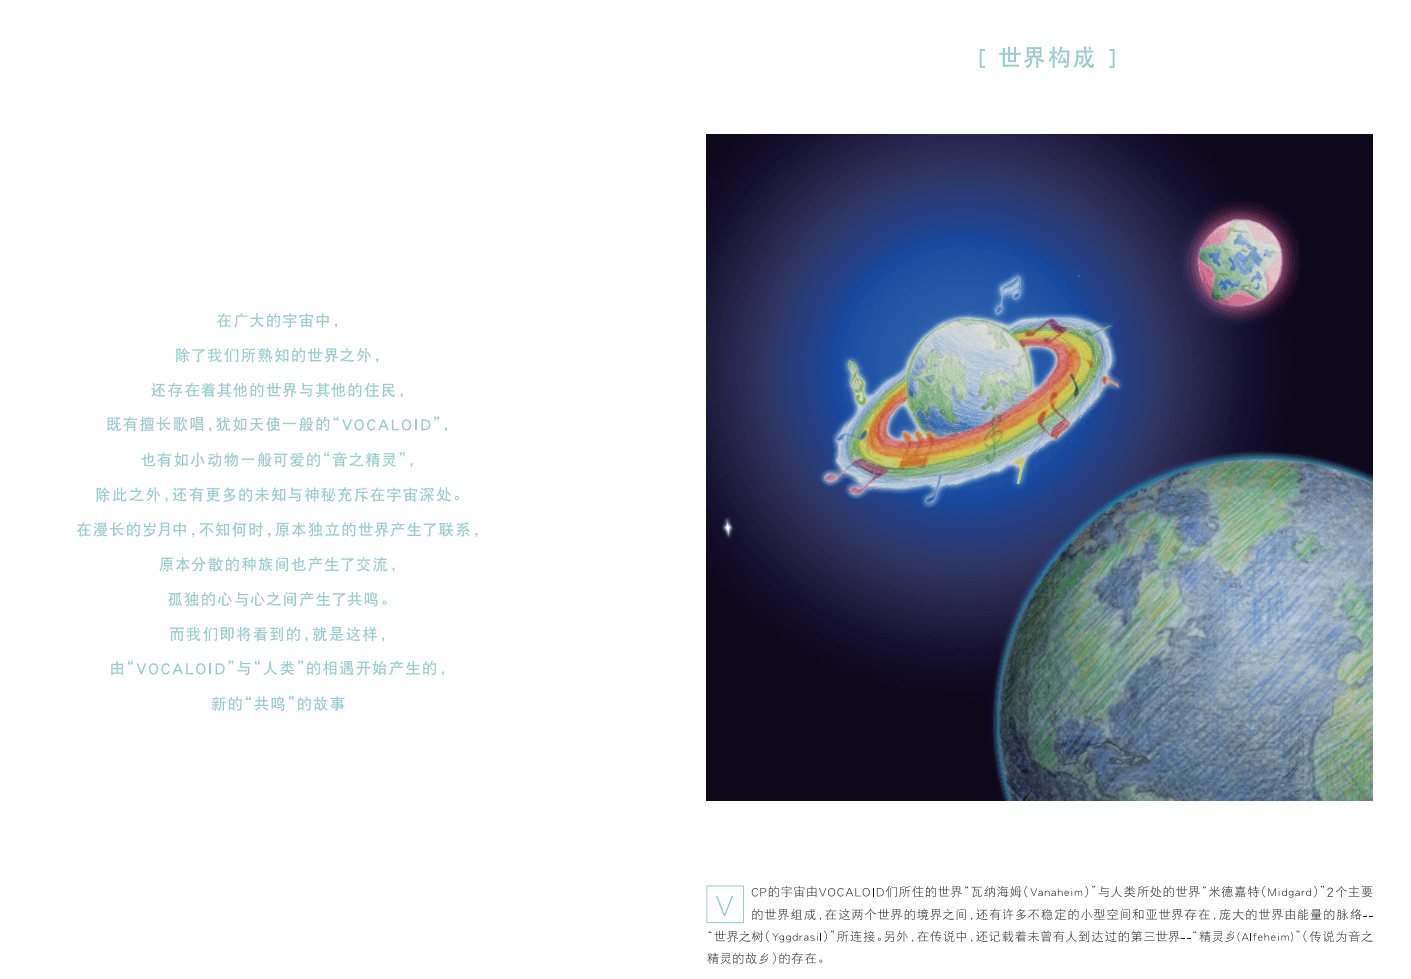 在广大的宇宙中，
除了我们所熟知的世界之外，
还存在着其他的世界与其他的住民，
既有擅长歌唱，犹如天使一般的“VOCALOID”，
也有如小动物一般可爱的“音之精灵”，
除此之外，还有更多的未知与神秘充斥在宇宙深处。
在漫长的岁月中，不知何时，原本独立的世界产生了联系，
原本分散的种族间也产生了交流，
孤独的心与心之间产生了共鸣。
而我们即将看到的，就是这样，
由“VOCALOID”与“人类”的相遇开始产生的，
新的“共鸣”的故事
[ 世界构成 ]
VCP的宇宙由VOCALOID们所住的世界“瓦纳海姆（Vanaheim）”与人类所处的世界“米德嘉特（Midgard）”2个主要
的世界组成，在这两个世界的境界之间，还有许多不稳定的小型空间和亚世界存在，庞大的世界由能量的脉络--
“世界之树（Yggdrasil）”所连接。另外，在传说中，还记载着未曾有人到达过的第三世界--“精灵乡(Alfeheim)”（传说为音之
精灵的故乡）的存在。